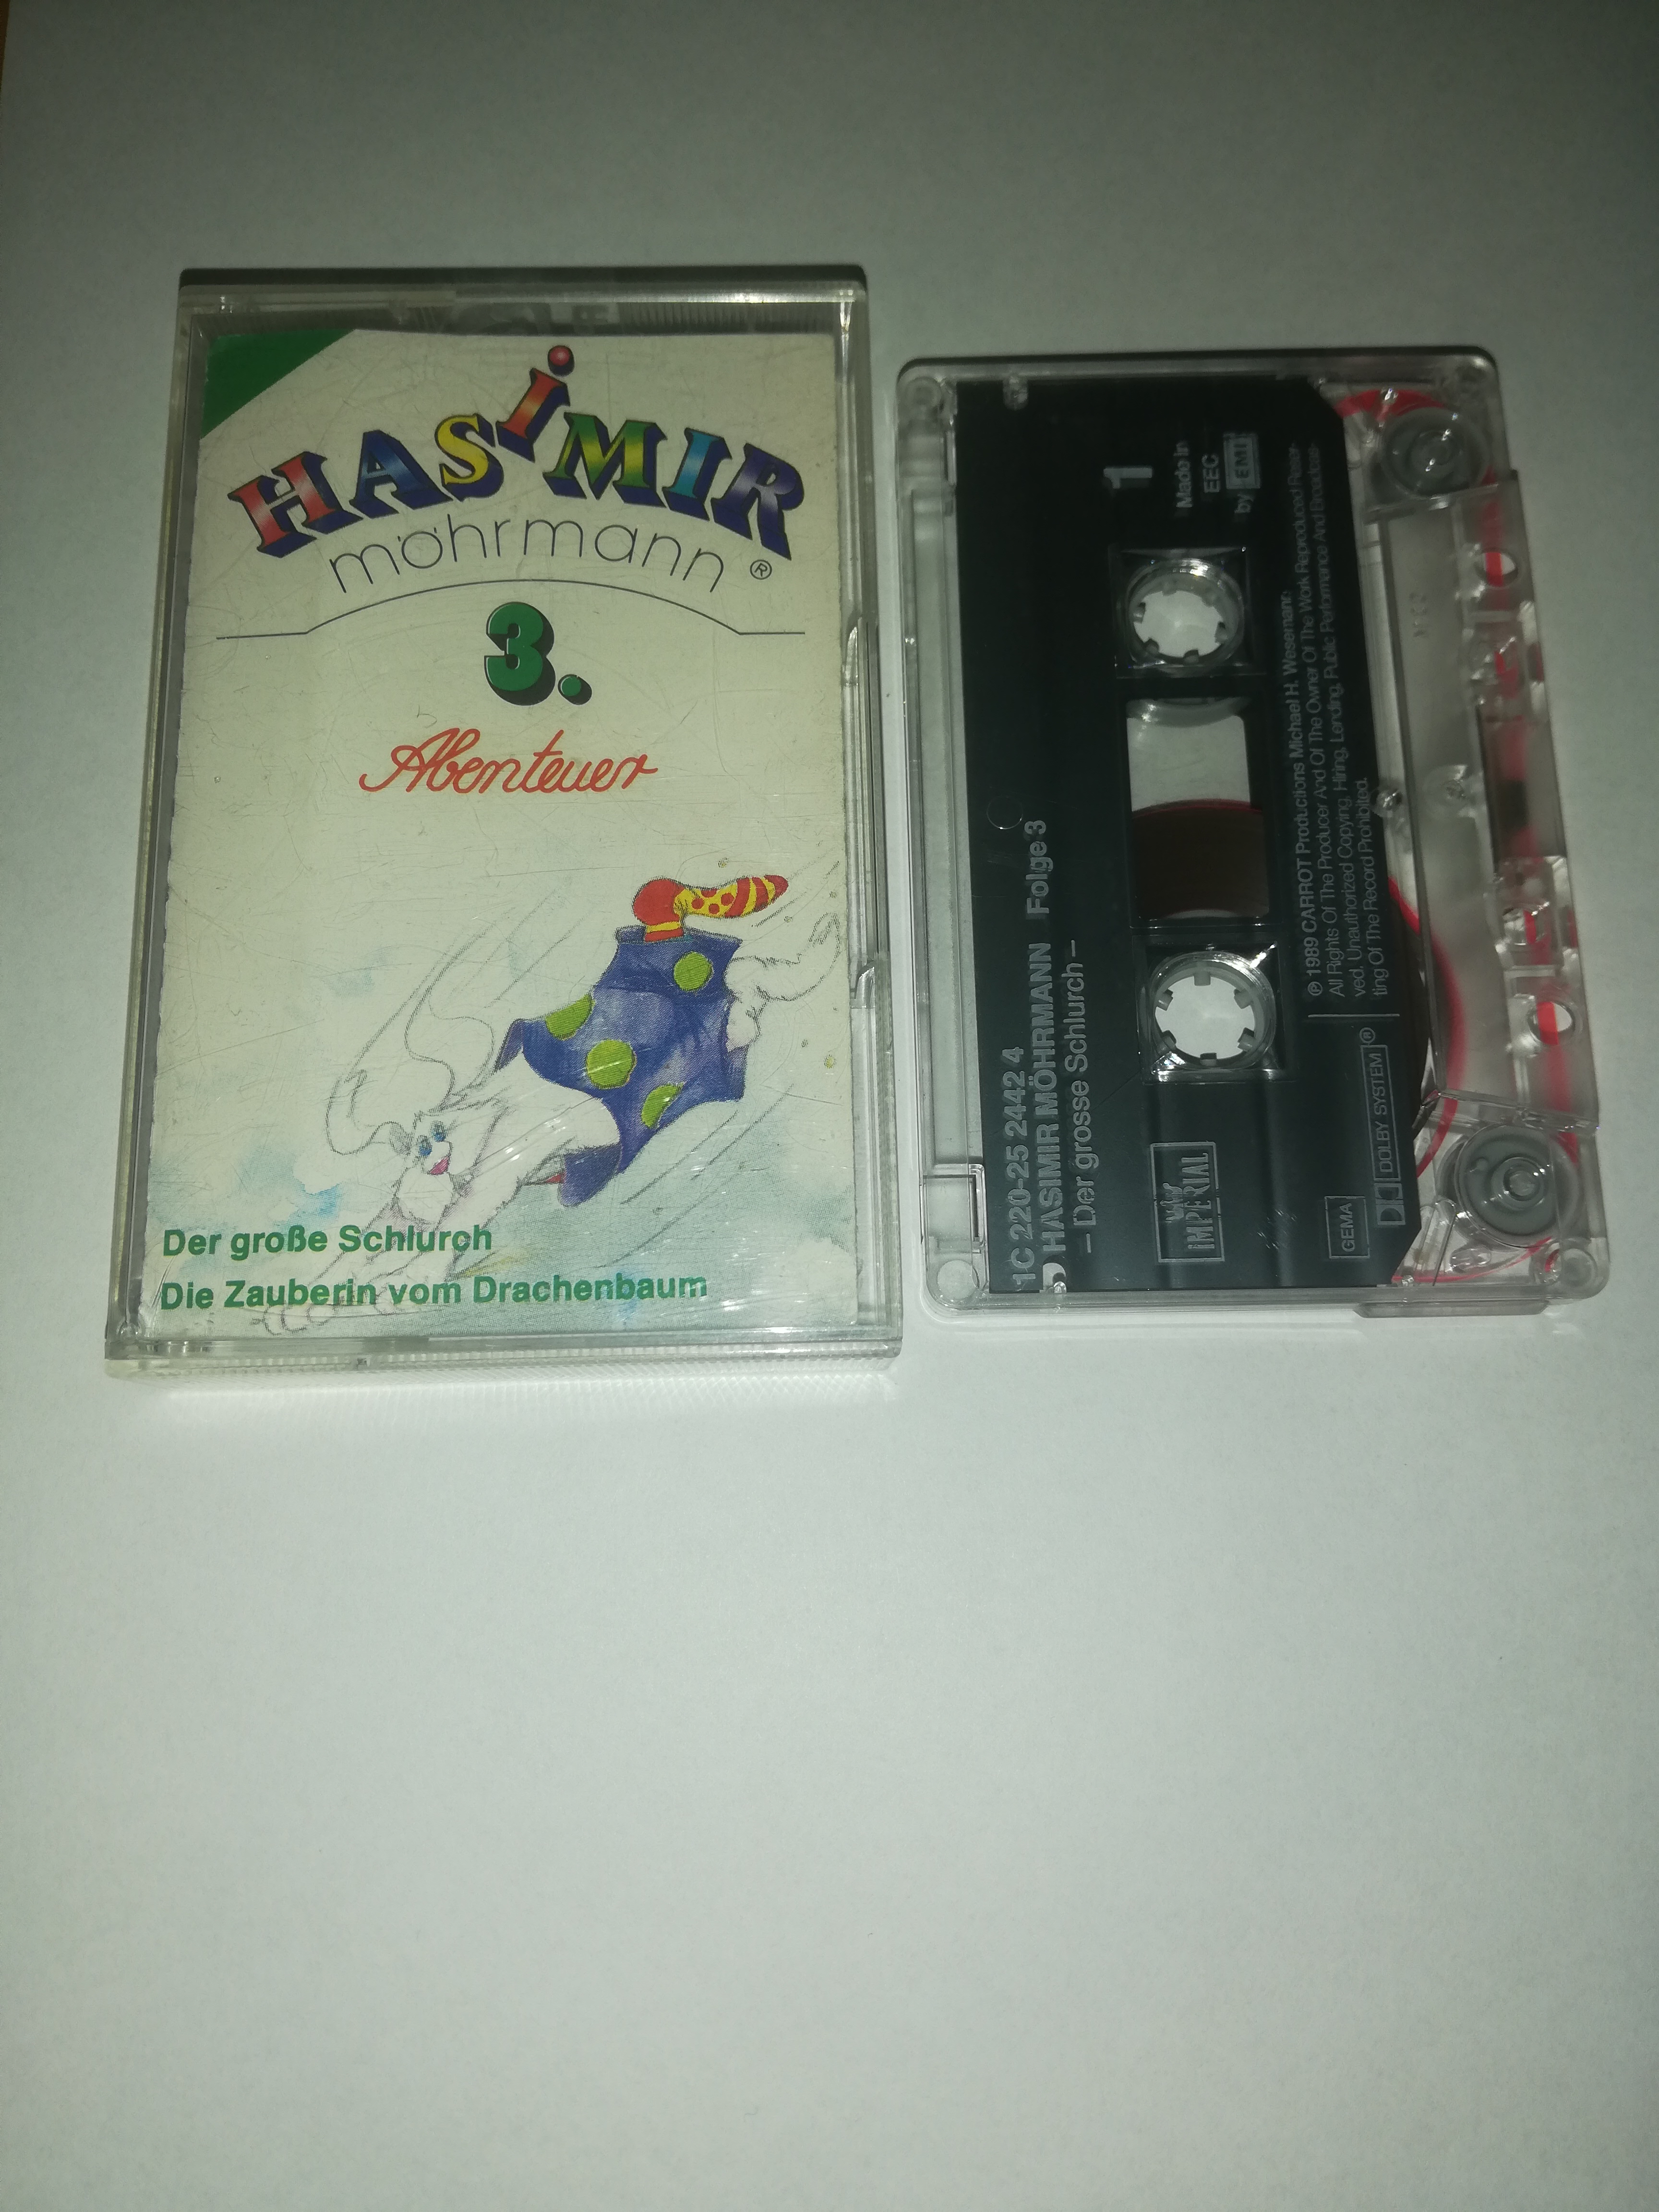 HASiMIR
möhrmann ®
3.
Abenteuer
Der große Schlurch
Die Zauberin vom Drachenbaum
1C 220-25 2442 4
HASIMIR MÖHRMANN Folge 3
– Der grosse Schlurch –
1
Made in
EEC
by EMI
IMPERIAL
GEMA
DOLBY SYSTEM ®
℗ 1989 CARROT Productions Michael H. Wesemann
All Rights Of The Producer And Of The Owner Of The Work Reproduced Reser-
ved. Unauthorized Copying, Hiring, Lending, Public Performance And Broadcas-
ting Of The Record Prohibited.